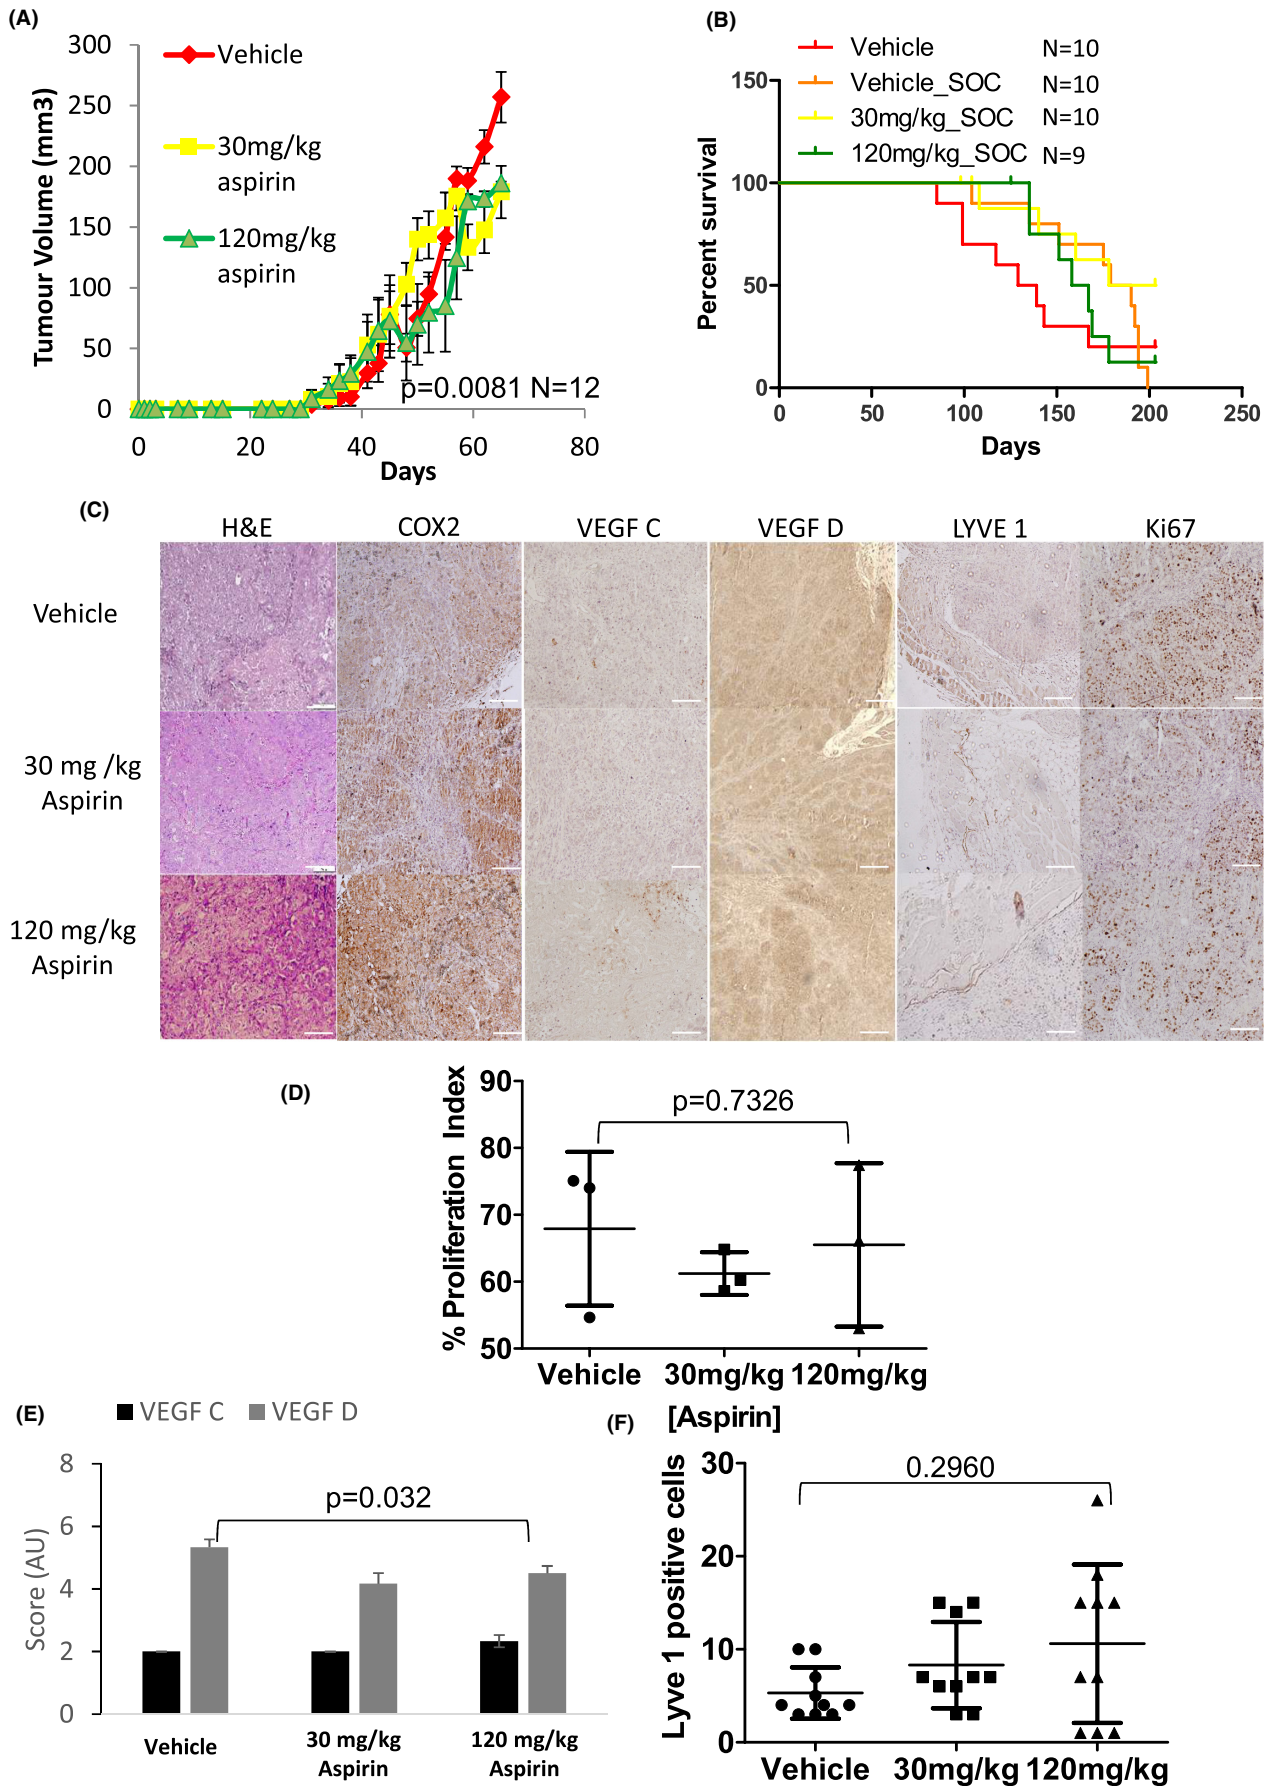 (A)
300
250
200
150
100
50
0
Tumour Volume (mm3)
Vehicle
30mg/kg
aspirin
120mg/kg
aspirin
p=0.0081 N=12
0 20 40 60 80
Days
(B)
Vehicle N=10
Vehicle_SOC N=10
30mg/kg_SOC N=10
120mg/kg_SOC N=9
150
100
50
0
Percent survival
0 50 100 150 200 250
Days
(C)
H&E COX2 VEGF C VEGF D LYVE 1 Ki67
Vehicle
30 mg /kg
Aspirin
120 mg/kg
Aspirin
(D)
90
80
70
60
50
% Proliferation Index
p=0.7326
Vehicle 30mg/kg 120mg/kg
[Aspirin]
(E)
VEGF C VEGF D
8
6
4
2
0
Score (AU)
p=0.032
Vehicle
30 mg/kg
Aspirin
120 mg/kg
Aspirin
(F)
30
20
10
0
Lyve 1 positive cells
0.2960
Vehicle 30mg/kg 120mg/kg